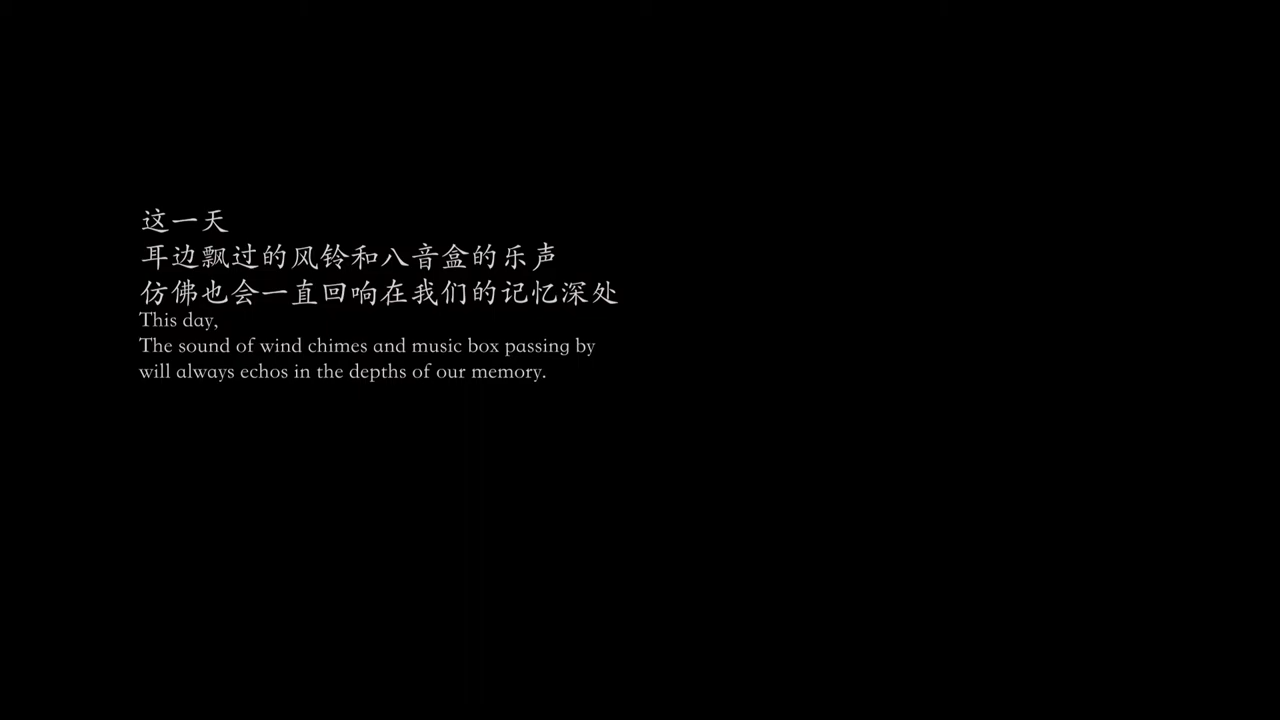 这一天
耳边飘过的风铃和八音盒的乐声
仿佛也会一直回响在我们的记忆深处
This day,
The sound of wind chimes and music box passing by
will always echos in the depths of our memory.